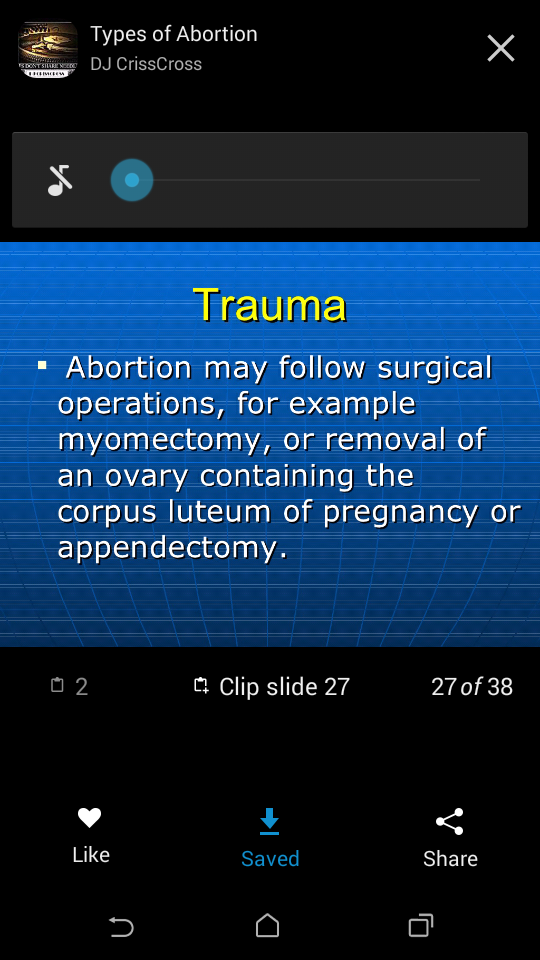 Types of Abortion
DJ CrissCross
Trauma
Abortion may follow surgical
operations, for example
myomectomy, or removal of
an ovary containing the
corpus luteum of pregnancy or
appendectomy.
2
Clip slide 27
27 of 38
Like
Saved
Share